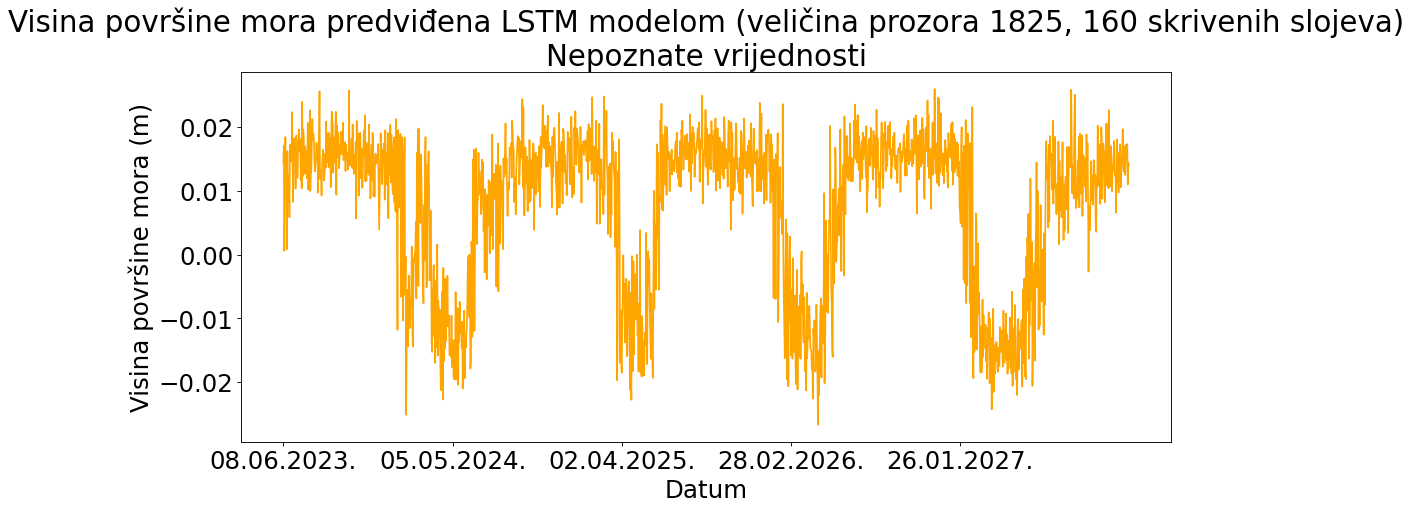 Visina površine mora predviđena LSTM modelom (veličina prozora 1825, 160 skrivenih slojeva)
Nepoznate vrijednosti
Visina površine mora (m)
0.02
0.01
0.00
−0.01
−0.02
08.06.2023. 05.05.2024. 02.04.2025. 28.02.2026. 26.01.2027.
Datum